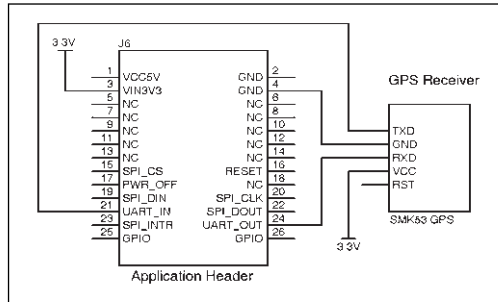 3.3V
J6
1 VCC5V GND 2
3 VIN3V3 GND 4
5 NC NC 6
7 NC NC 8
9 NC NC 10
11 NC NC 12
13 NC NC 14
15 SPI_CS RESET 16
17 PWR_OFF NC 18
19 SPI_DIN SPI_CLK 20
21 UART_IN SPI_DOUT 22
23 SPI_INTR UART_OUT 24
25 GPIO GPIO 26
Application Header
GPS Receiver
TXD
GND
RXD
VCC
RST
SMK53 GPS
3.3V